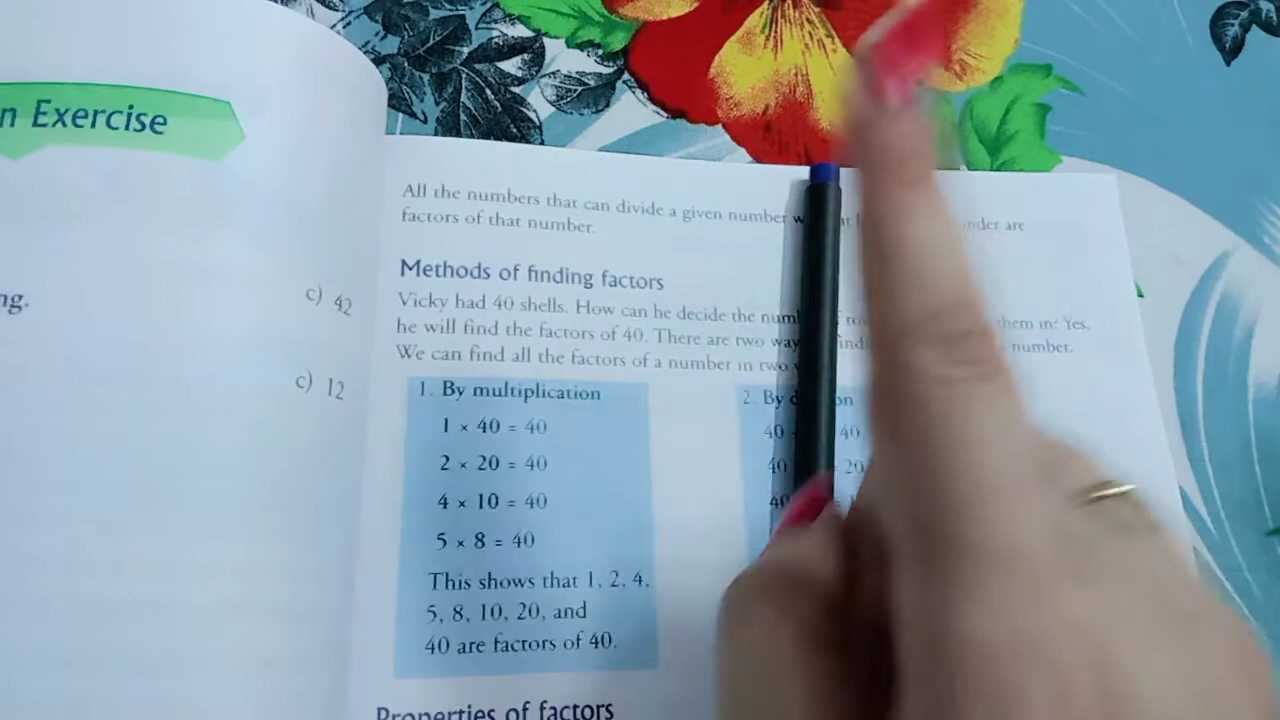 n Exercise
ng.
c) 42
c) 12
All the numbers that can divide a given number
factors of that number.
Methods of finding factors
Vicky had 40 shells. How can he decide the them in? Yes,
he will find the factors of 40. There are two number.
We can find all the factors of a number in two
1. By multiplication
1 × 40 = 40
2 × 20 = 40
4 × 10 = 40
5 × 8 = 40
This shows that 1, 2, 4,
5, 8, 10, 20, and
40 are factors of 40.
2. By
40 40
40 20
40
Properties of factors